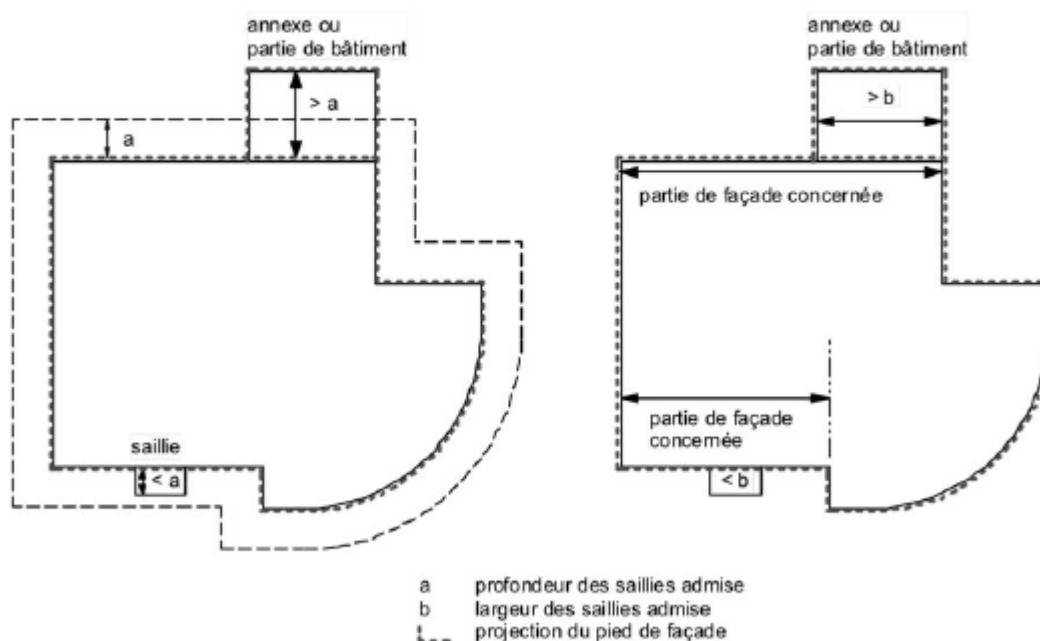 annexe ou
partie de bâtiment
> a
a
saillie
< a
annexe ou
partie de bâtiment
> b
partie de façade concernée
partie de façade
concernée
< b
a profondeur des saillies admise
b largeur des saillies admise
projection du pied de façade